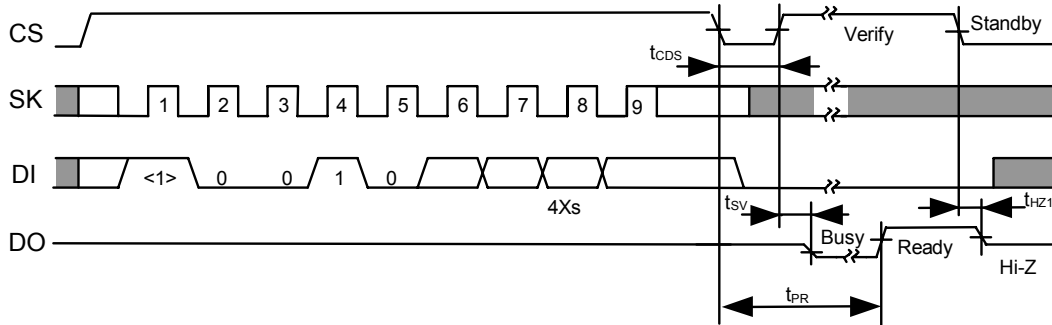 CS Verify Standby
tCDS
SK 1 2 3 4 5 6 7 8 9
DI <1> 0 0 1 0
4Xs
tSV tHZ1
DO Busy Ready Hi-Z
tPR